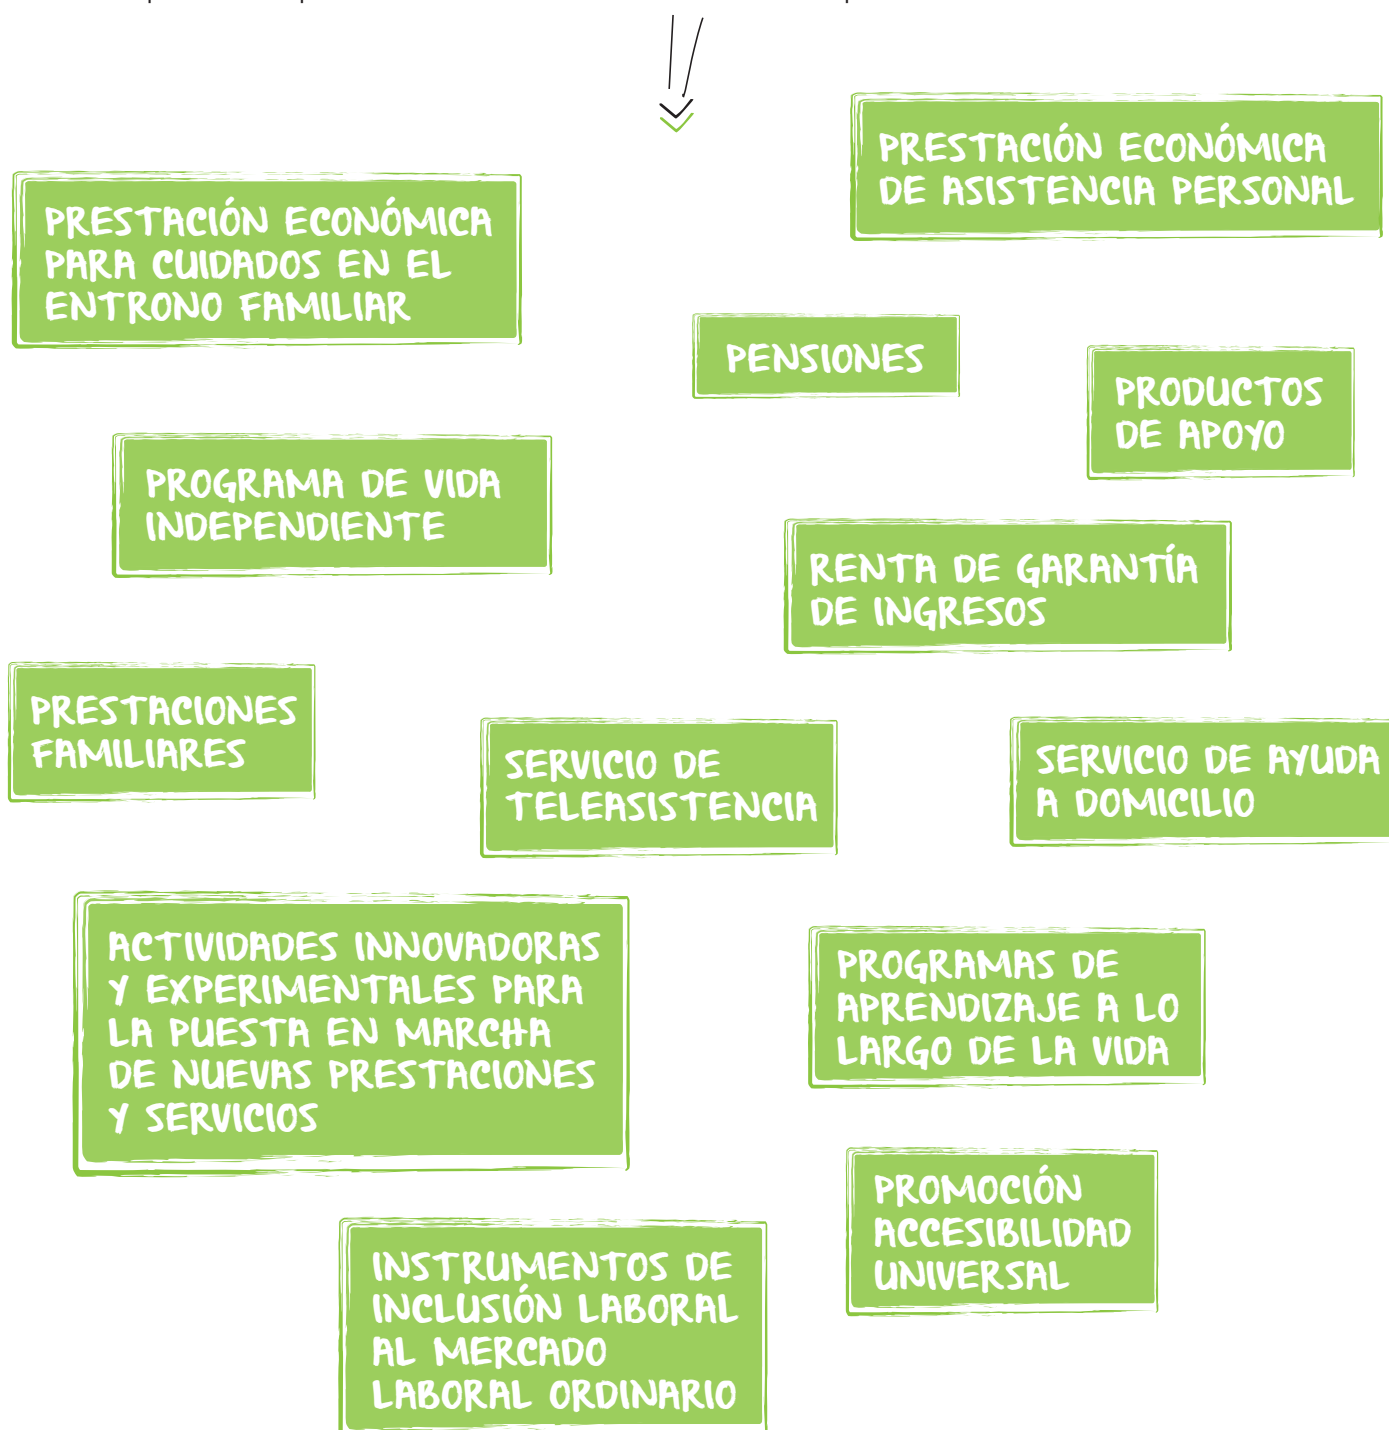 PRESTACIÓN ECONÓMICA
DE ASISTENCIA PERSONAL
PRESTACIÓN ECONÓMICA
PARA CUIDADOS EN EL
ENTRONO FAMILIAR
PENSIONES
PRODUCTOS
DE APOYO
PROGRAMA DE VIDA
INDEPENDIENTE
RENTA DE GARANTÍA
DE INGRESOS
PRESTACIONES
FAMILIARES
SERVICIO DE
TELEASISTENCIA
SERVICIO DE AYUDA
A DOMICILIO
ACTIVIDADES INNOVADORAS
Y EXPERIMENTALES PARA
LA PUESTA EN MARCHA
DE NUEVAS PRESTACIONES
Y SERVICIOS
PROGRAMAS DE
APRENDIZAJE A LO
LARGO DE LA VIDA
PROMOCIÓN
ACCESIBILIDAD
UNIVERSAL
INSTRUMENTOS DE
INCLUSIÓN LABORAL
AL MERCADO
LABORAL ORDINARIO